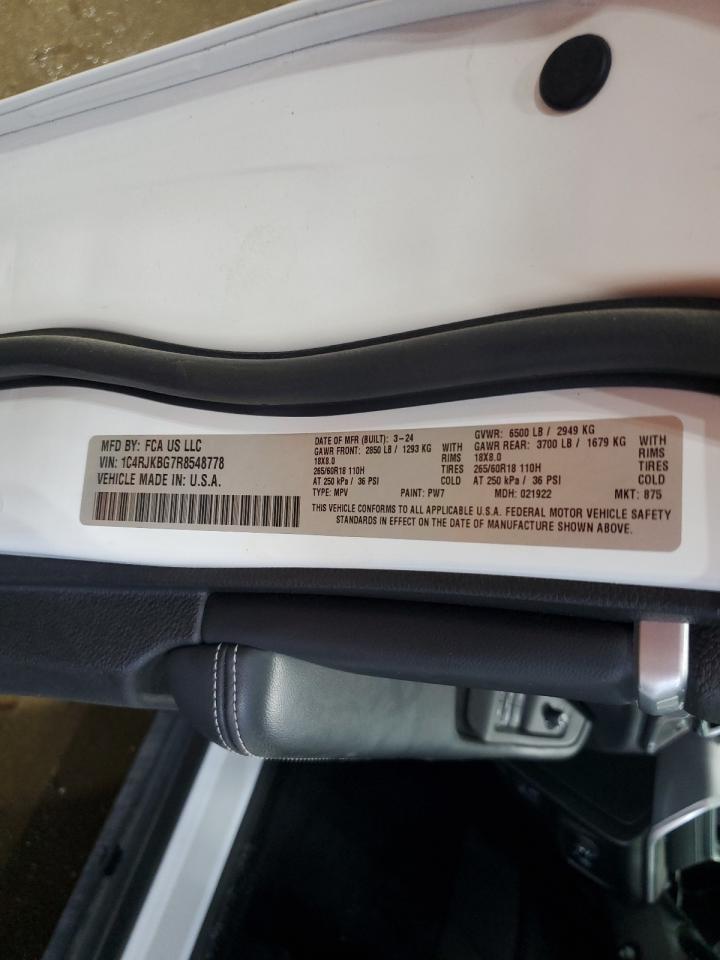 MFD BY: FCA US LLC
VIN: 1C4RJKBG7R8548778
VEHICLE MADE IN: U.S.A.
DATE OF MFR (BUILT): 3-24
GAWR FRONT: 2850 LB / 1293 KG WITH
18X8.0 RIMS
265/60R18 110H TIRES
AT 250 kPa / 36 PSI COLD
TYPE: MPV PAINT: PW7
GVWR: 6500 LB / 2949 KG
GAWR REAR: 3700 LB / 1679 KG WITH
18X8.0 RIMS
265/60R18 110H TIRES
AT 250 kPa / 36 PSI COLD
MDH: 021922 MKT: 875
THIS VEHICLE CONFORMS TO ALL APPLICABLE U.S.A. FEDERAL MOTOR VEHICLE SAFETY
STANDARDS IN EFFECT ON THE DATE OF MANUFACTURE SHOWN ABOVE.